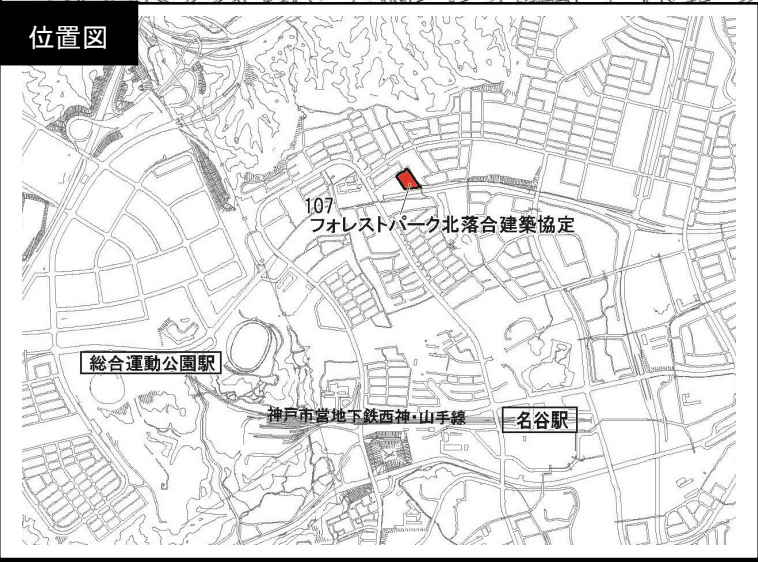 位置図
107
フォレストパーク北落合建築協定
総合運動公園駅
神戸市営地下鉄西神・山手線
名谷駅